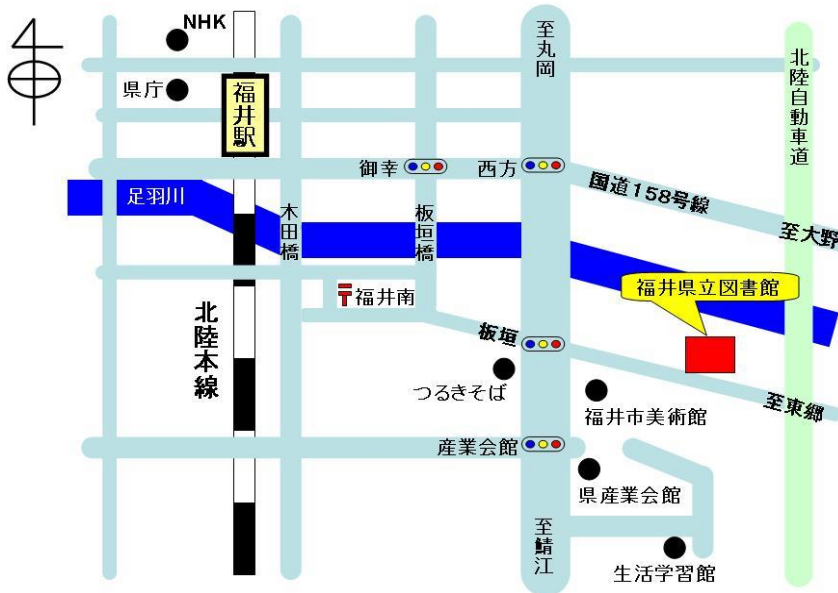 NHK
県庁
福井駅
至丸岡
北陸自動車道
御幸
西方
国道158号線
至大野
足羽川
木田橋
板垣橋
福井県立図書館
〒福井南
北陸本線
板垣
つるきそば
福井市美術館
至東郷
産業会館
県産業会館
至鯖江
生活学習館